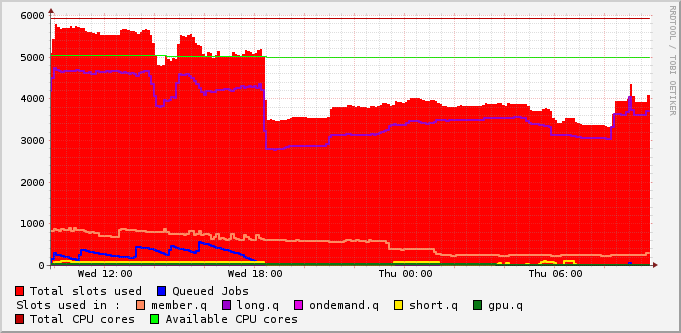 RRDTOOL / TOBI OETIKER
6000
5000
4000
3000
2000
1000
0
Wed 12:00 Wed 18:00 Thu 00:00 Thu 06:00
Total slots used Queued Jobs
Slots used in : member.q long.q ondemand.q short.q gpu.q
Total CPU cores Available CPU cores